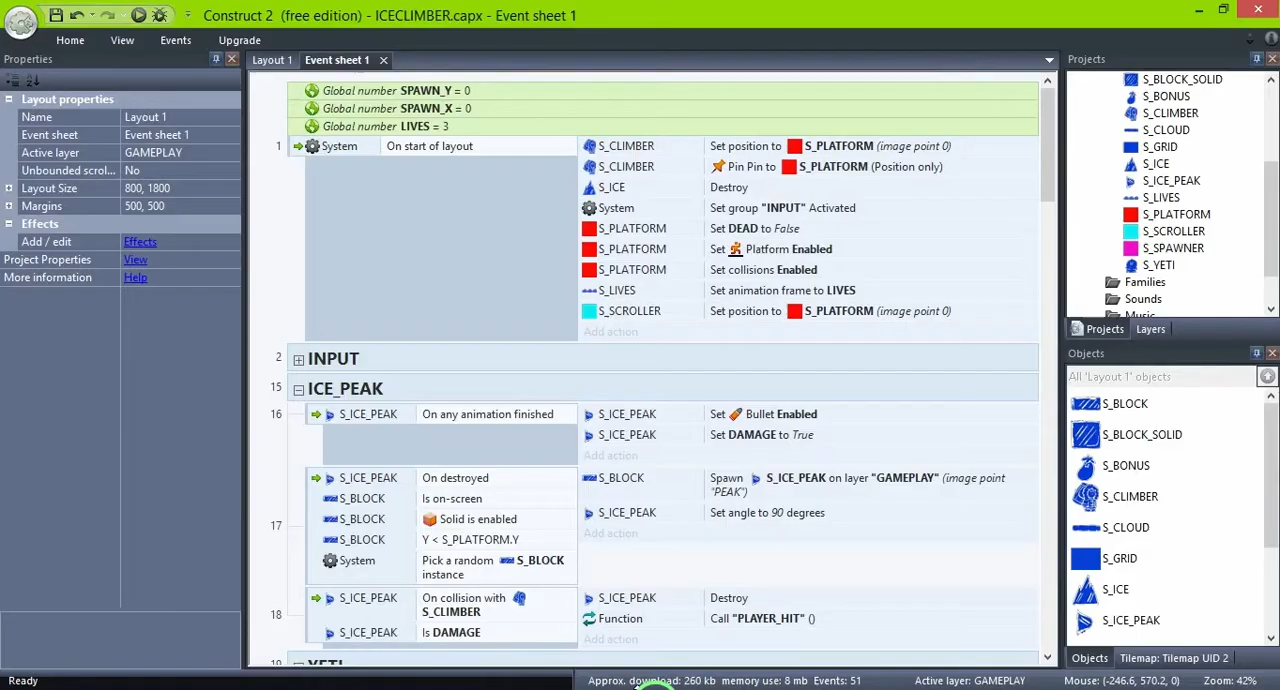 Construct 2 (free edition) - ICECLIMBER.capx - Event sheet 1
Home View Events Upgrade
Properties
Layout properties
Name Layout 1
Event sheet Event sheet 1
Active layer GAMEPLAY
Unbounded scrol... No
Layout Size 800, 1800
Margins 500, 500
Effects
Add / edit Effects
Project Properties View
More information Help
Layout 1 Event sheet 1
Global number SPAWN_Y = 0
Global number SPAWN_X = 0
Global number LIVES = 3
1 System On start of layout S_CLIMBER Set position to S_PLATFORM (image point 0)
S_CLIMBER Pin Pin to S_PLATFORM (Position only)
S_ICE Destroy
System Set group "INPUT" Activated
S_PLATFORM Set DEAD to False
S_PLATFORM Set Platform Enabled
S_PLATFORM Set collisions Enabled
S_LIVES Set animation frame to LIVES
S_SCROLLER Set position to S_PLATFORM (image point 0)
Add action
2 INPUT
15 ICE_PEAK
16 S_ICE_PEAK On any animation finished S_ICE_PEAK Set Bullet Enabled
S_ICE_PEAK Set DAMAGE to True
Add action
17 S_ICE_PEAK On destroyed S_BLOCK Spawn S_ICE_PEAK on layer "GAMEPLAY" (image point
"PEAK")
S_BLOCK Is on-screen
S_ICE_PEAK Set angle to 90 degrees
S_BLOCK Solid is enabled
Add action
S_BLOCK Y < S_PLATFORM.Y
System Pick a random S_BLOCK
instance
18 S_ICE_PEAK On collision with S_ICE_PEAK Destroy
S_CLIMBER
Function Call "PLAYER_HIT" ()
S_ICE_PEAK Is DAMAGE
Add action
19 YETI
Projects
S_BLOCK_SOLID
S_BONUS
S_CLIMBER
S_CLOUD
S_GRID
S_ICE
S_ICE_PEAK
S_LIVES
S_PLATFORM
S_SCROLLER
S_SPAWNER
S_YETI
Families
Sounds
Music
Projects Layers
Objects
All 'Layout 1' objects
S_BLOCK
S_BLOCK_SOLID
S_BONUS
S_CLIMBER
S_CLOUD
S_GRID
S_ICE
S_ICE_PEAK
Objects Tilemap: Tilemap UID 2
Ready Approx. download: 260 kb memory use: 8 mb Events: 51 Active layer: GAMEPLAY Mouse: (-246.6, 570.2, 0) Zoom: 42%